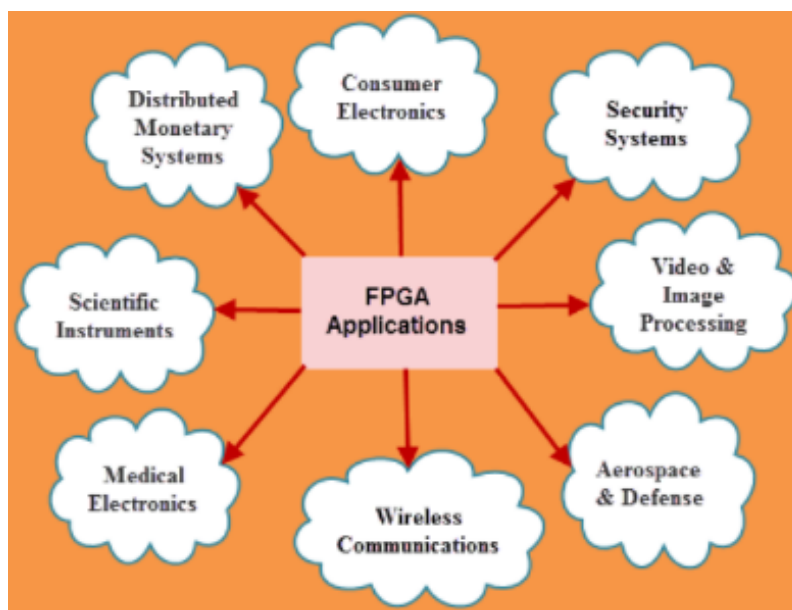 Distributed
Monetary
Systems
Consumer
Electronics
Security
Systems
Scientific
Instruments
FPGA
Applications
Video &
Image
Processing
Medical
Electronics
Wireless
Communications
Aerospace
& Defense